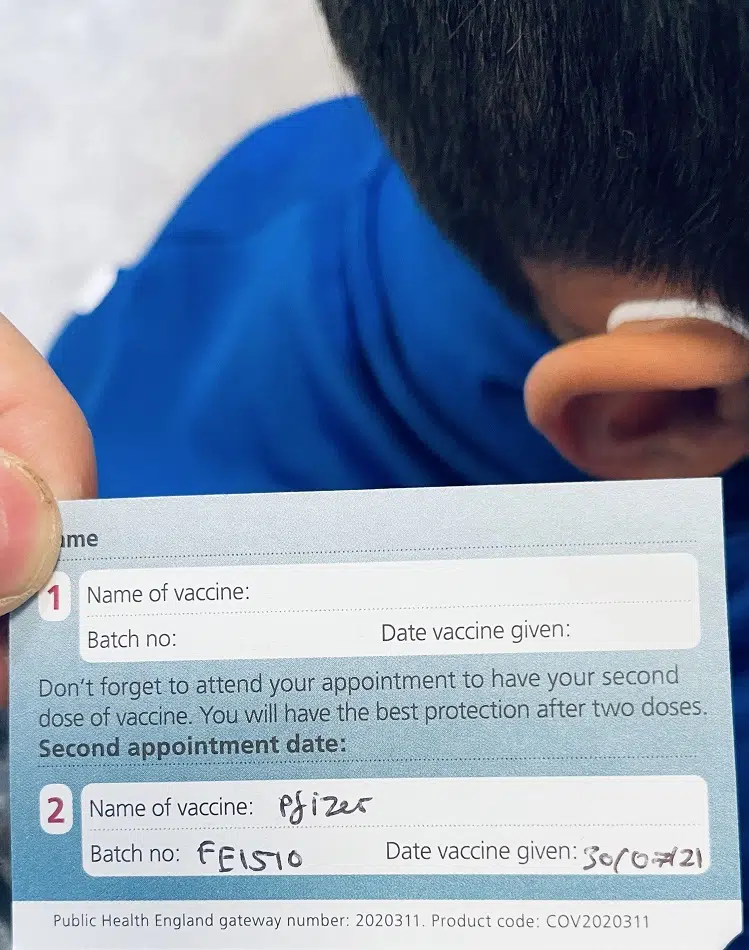 ame
1 Name of vaccine:
Batch no: Date vaccine given:
Don't forget to attend your appointment to have your second
dose of vaccine. You will have the best protection after two doses.
Second appointment date:
2 Name of vaccine: Pfizer
Batch no: FE1510 Date vaccine given: 30/07/21
Public Health England gateway number: 2020311. Product code: COV2020311